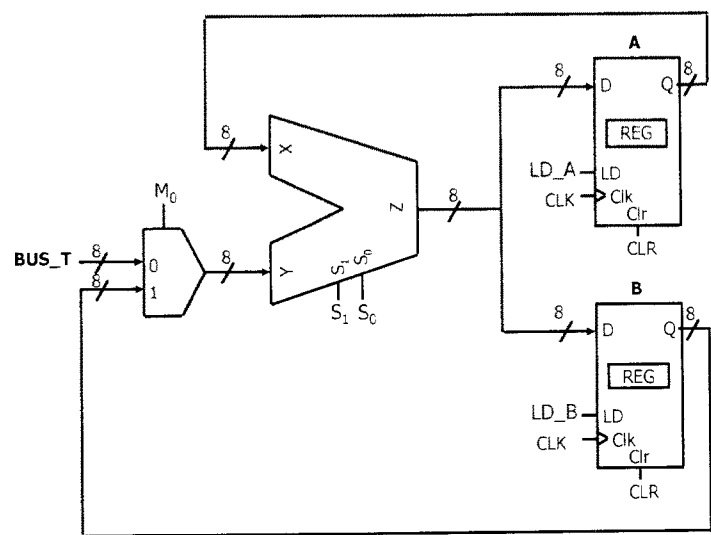 A
8
8
D
Q
REG
8
X
LD_A
LD
M₀
CLK
Clk
Z
8
Clr
CLR
BUS_T
8
0
8
Y
S₁
S₀
8
1
B
8
8
D
Q
S₁
S₀
REG
LD_B
LD
CLK
Clk
Clr
CLR